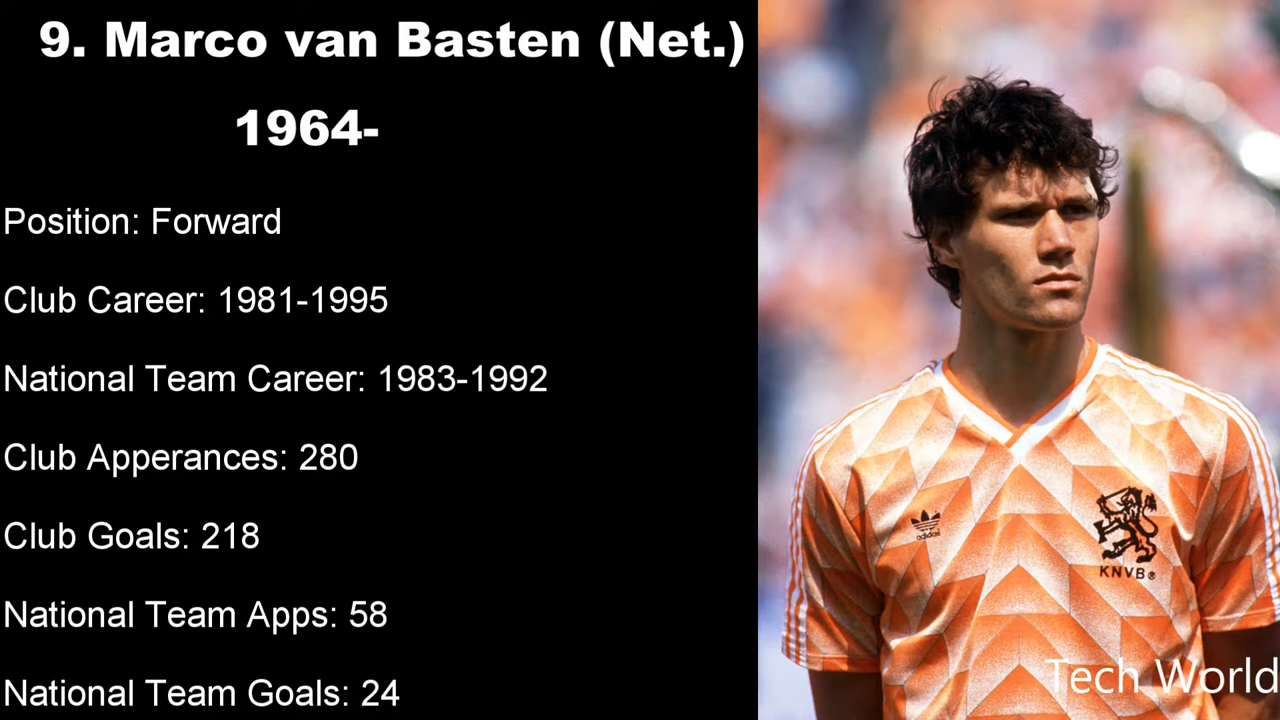 9. Marco van Basten (Net.)
1964-
Position: Forward
Club Career: 1981-1995
National Team Career: 1983-1992
Club Apperances: 280
Club Goals: 218
National Team Apps: 58
National Team Goals: 24
adidas
KNVB®
Tech World